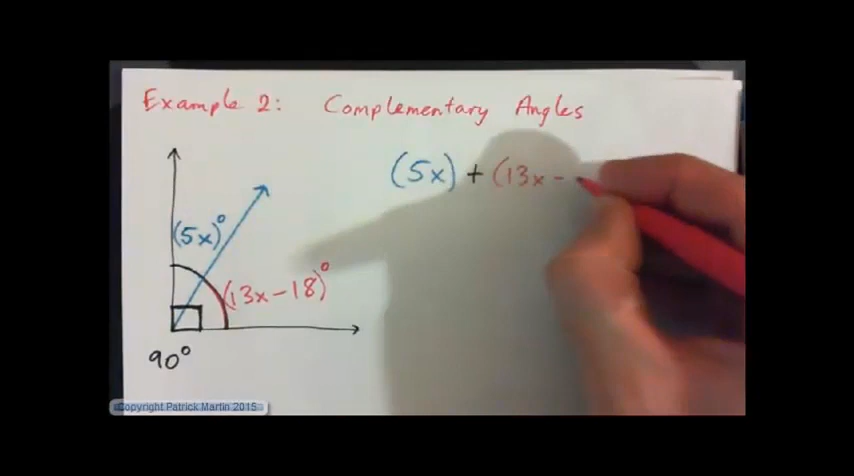 Example 2: Complementary Angles
(5x) + (13x -
(5x)°
(13x-18)°
90°
Copyright Patrick Martin 2015